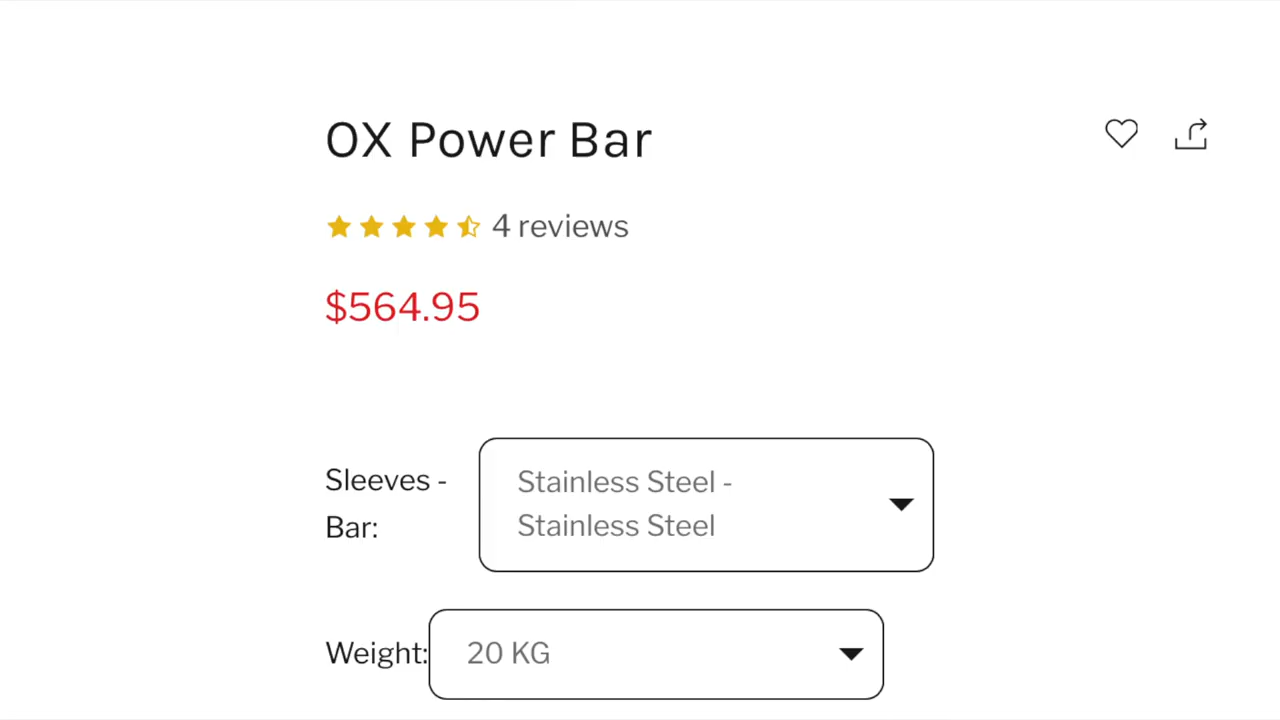 OX Power Bar
4 reviews
$564.95
Sleeves -
Bar:
Stainless Steel -
Stainless Steel
Weight:
20 KG